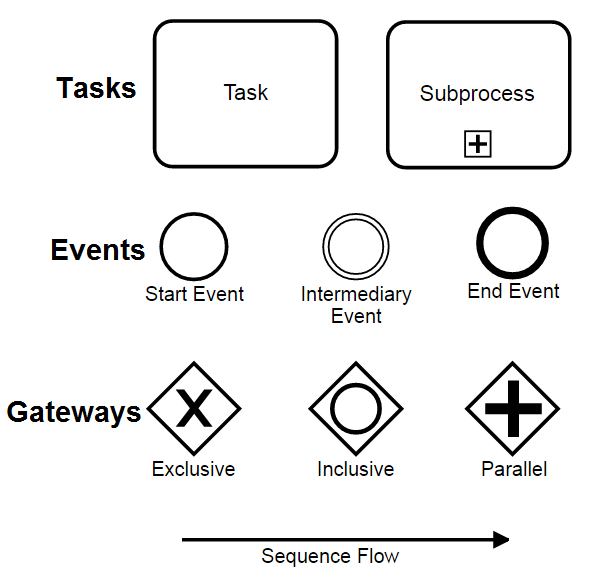 Tasks
Task
Subprocess
Events
Start Event
Intermediary
Event
End Event
Gateways
X
Exclusive
Inclusive
Parallel
Sequence Flow